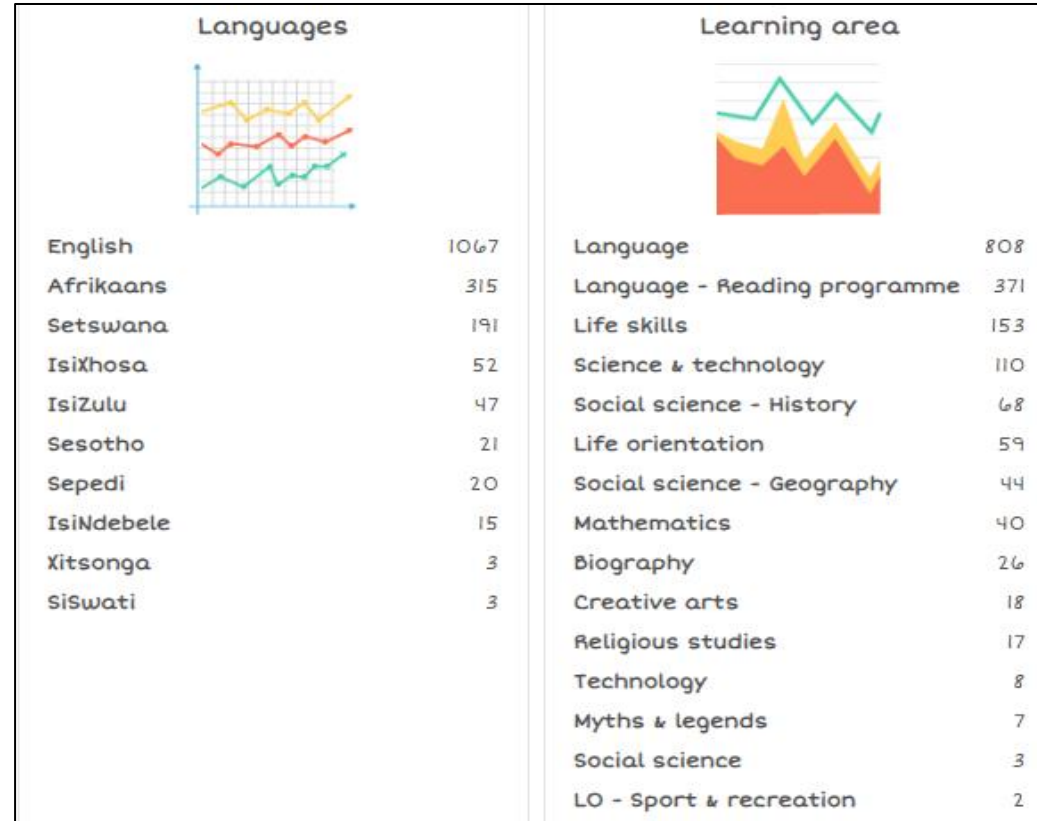 Languages
English 1067
Afrikaans 315
Setswana 191
IsiXhosa 52
IsiZulu 47
Sesotho 21
Sepedi 20
IsiNdebele 15
Xitsonga 3
SiSwati 3
Learning area
Language 808
Language - Reading programme 371
Life skills 153
Science & technology 110
Social science - History 68
Life orientation 59
Social science - Geography 44
Mathematics 40
Biography 26
Creative arts 18
Religious studies 17
Technology 8
Myths & legends 7
Social science 3
LO - Sport & recreation 2